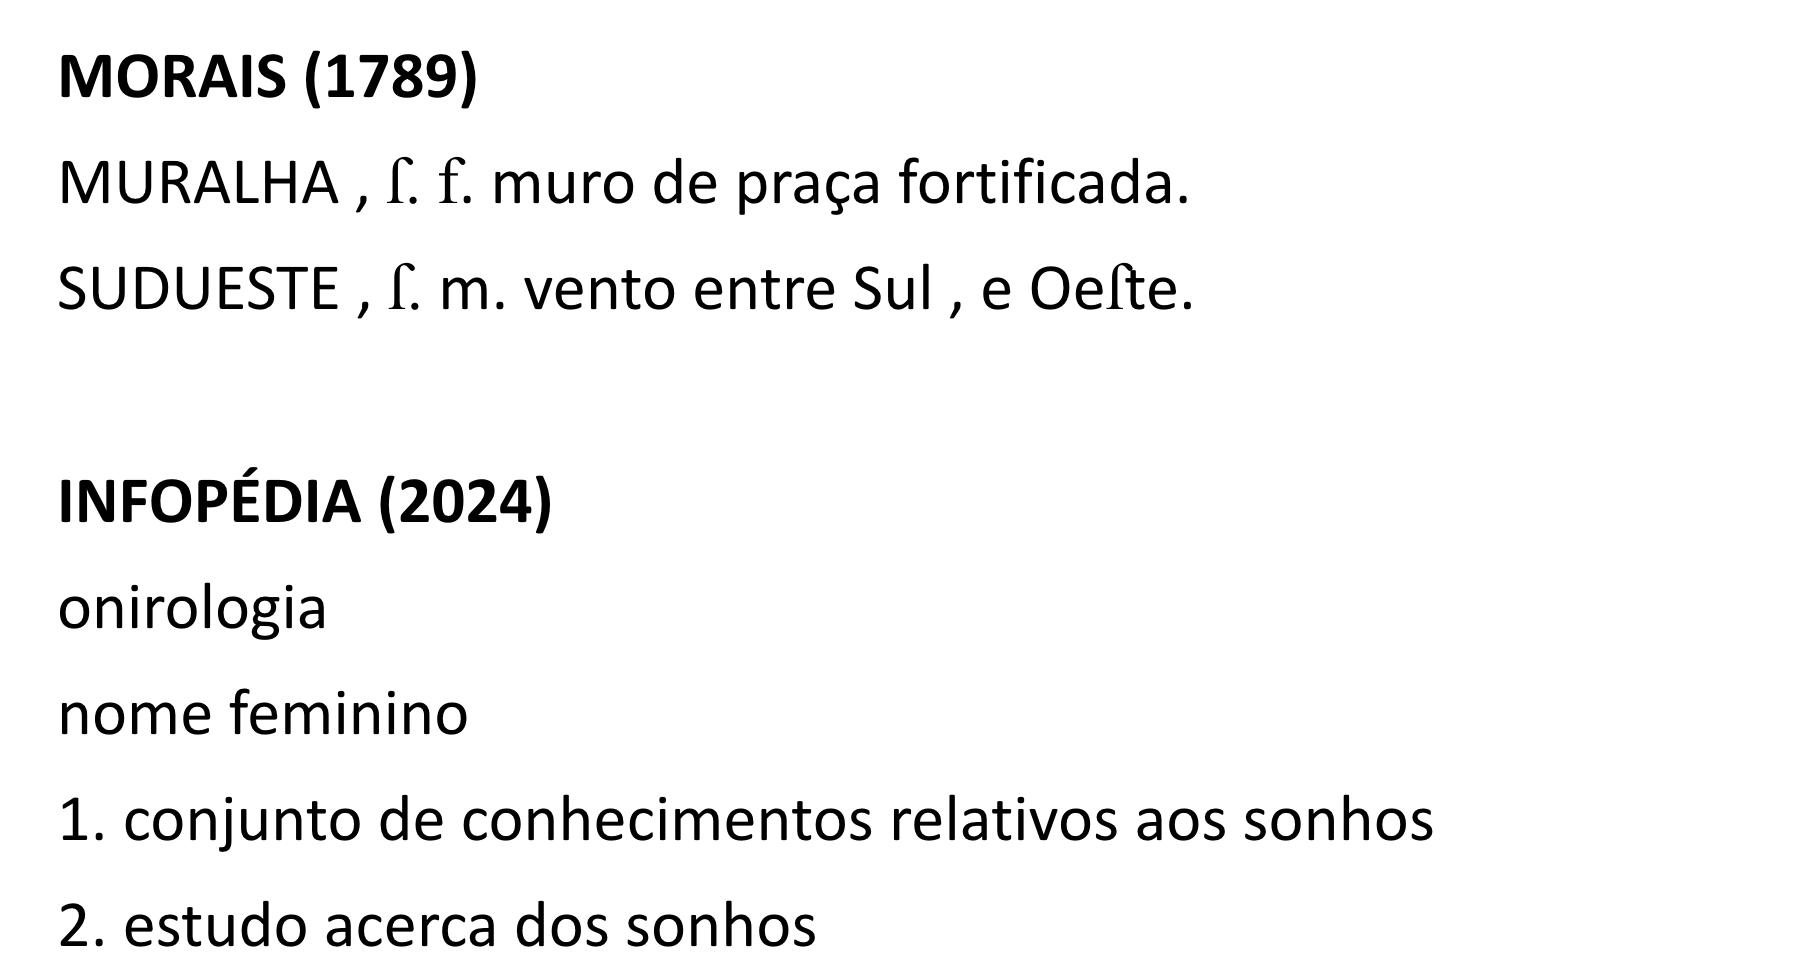 MORAIS (1789)
MURALHA , ſ. f. muro de praça fortificada.
SUDUESTE , ſ. m. vento entre Sul , e Oeſte.
INFOPÉDIA (2024)
onirologia
nome feminino
1. conjunto de conhecimentos relativos aos sonhos
2. estudo acerca dos sonhos